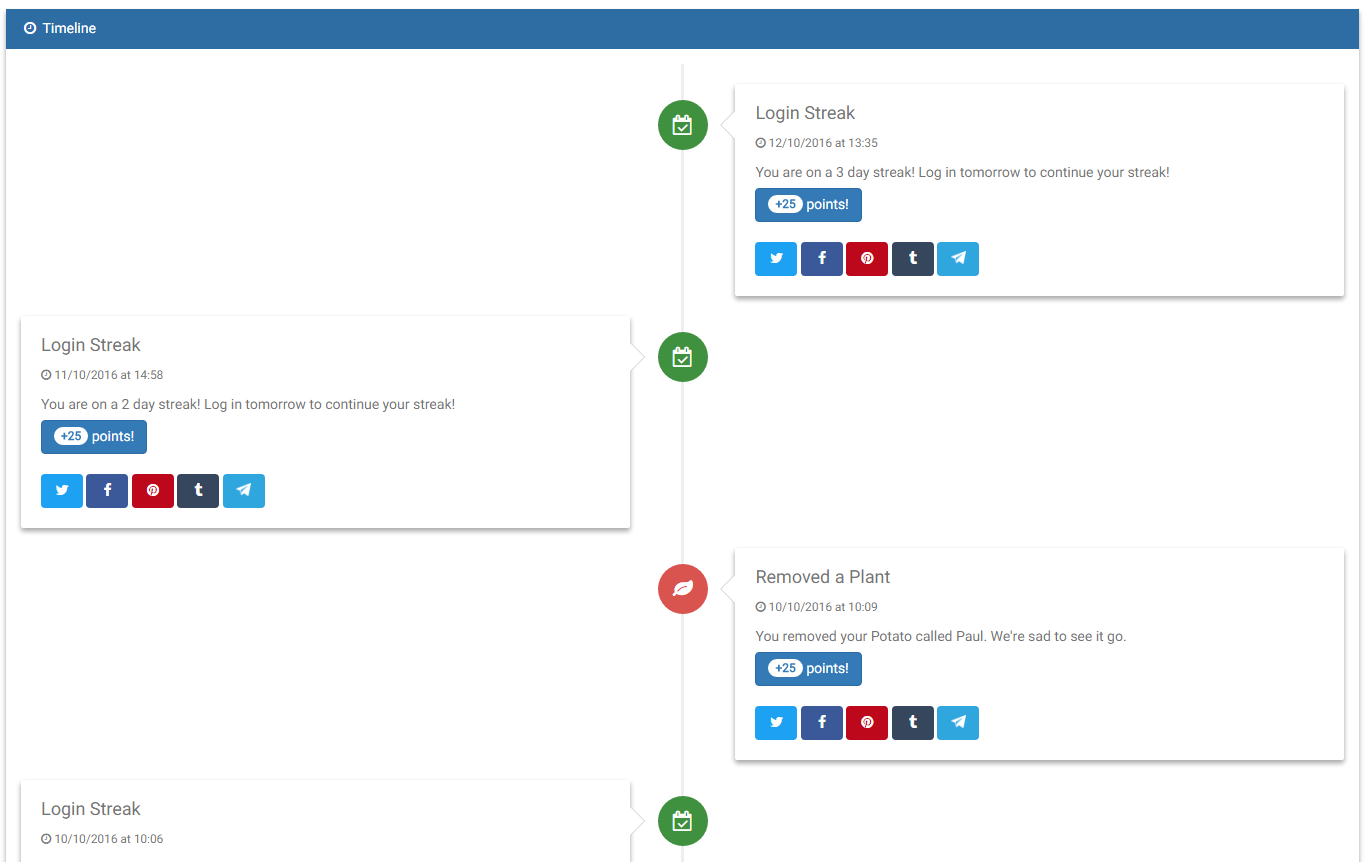 Timeline
Login Streak
12/10/2016 at 13:35
You are on a 3 day streak! Log in tomorrow to continue your streak!
+25 points!
Login Streak
11/10/2016 at 14:58
You are on a 2 day streak! Log in tomorrow to continue your streak!
+25 points!
Removed a Plant
10/10/2016 at 10:09
You removed your Potato called Paul. We're sad to see it go.
+25 points!
Login Streak
10/10/2016 at 10:06